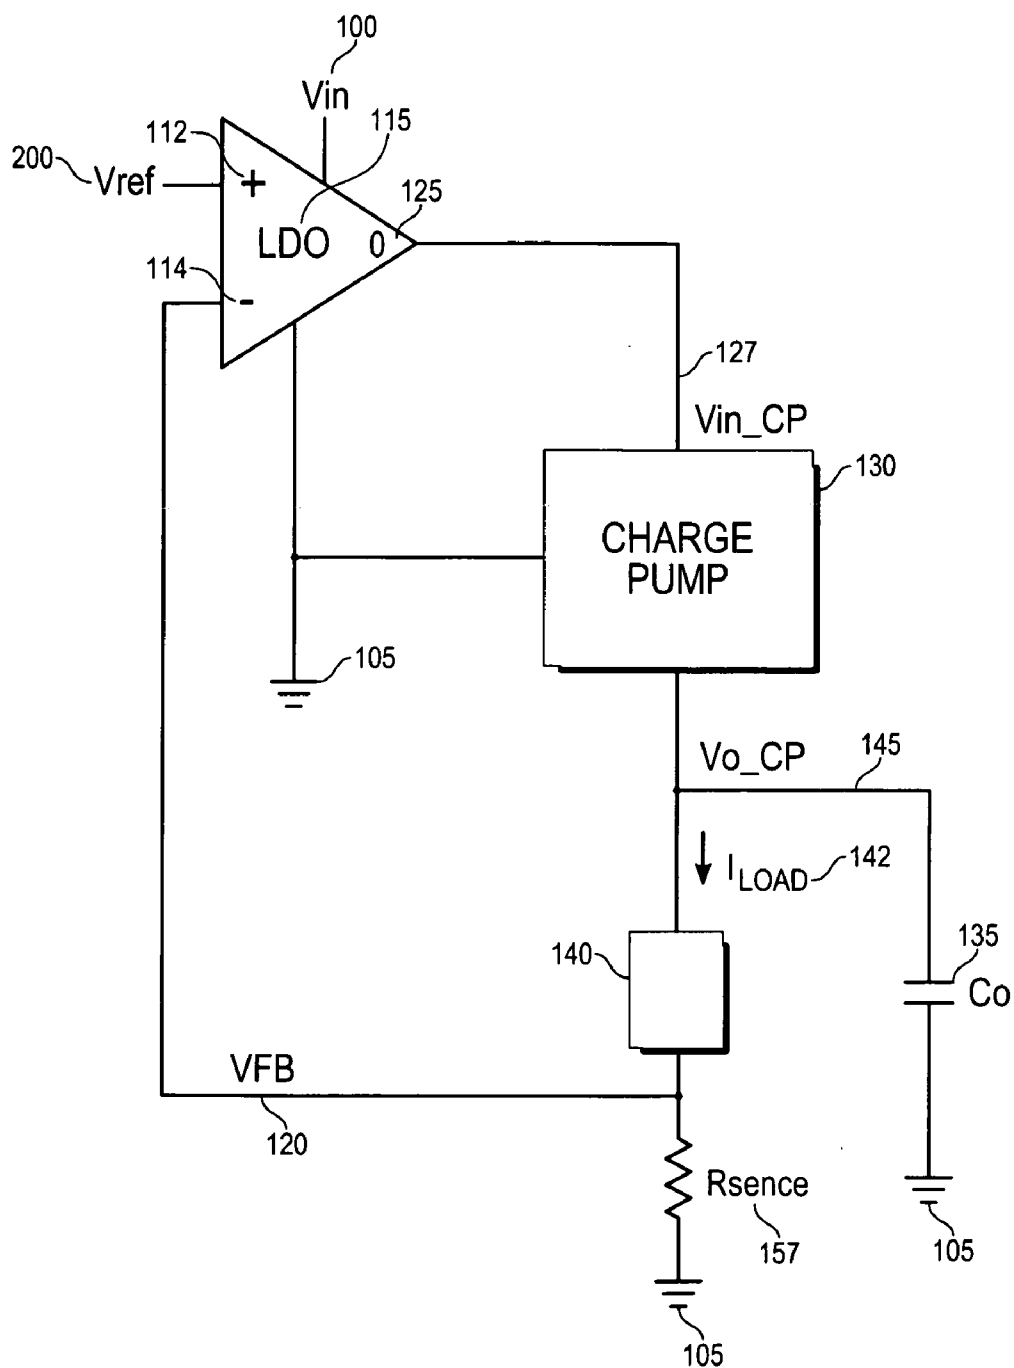 100
Vin
115
112
200 Vref
+
125
LDO 0
114
-
127
Vin_CP
130
CHARGE
PUMP
105
Vo_CP
145
I LOAD 142
140
135
Co
VFB
120
Rsence
157
105
105